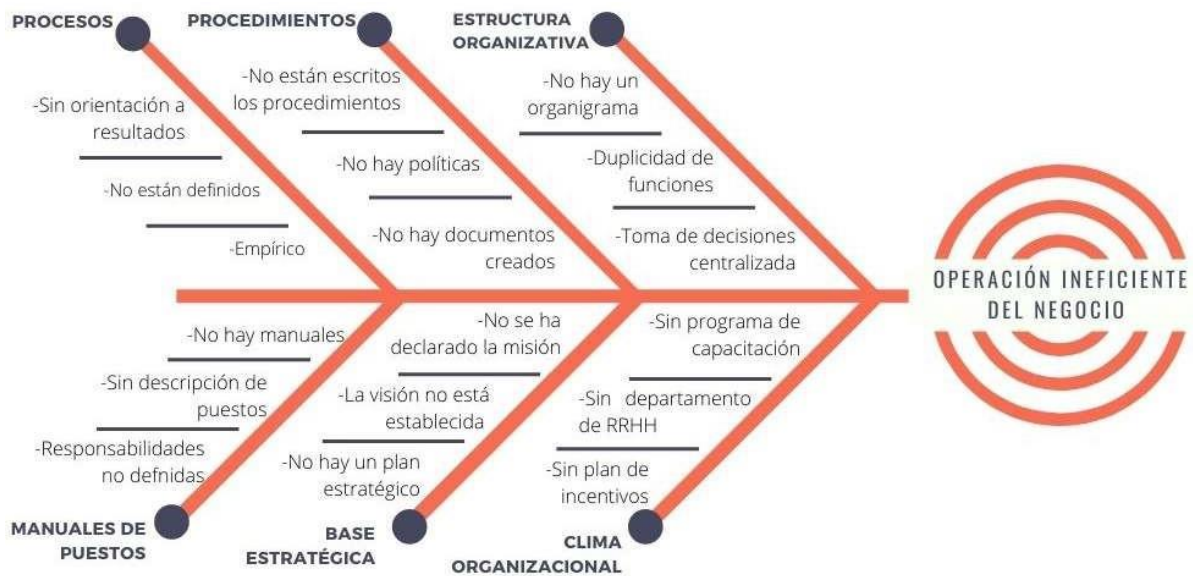 PROCESOS
-Sin orientación a
resultados
-No están definidos
-Empírico
PROCEDIMIENTOS
-No están escritos
los procedimientos
-No hay políticas
-No hay documentos
creados
ESTRUCTURA
ORGANIZATIVA
-No hay un
organigrama
-Duplicidad de
funciones
-Toma de decisiones
centralizada
OPERACIÓN INEFICIENTE
DEL NEGOCIO
-No hay manuales
-Sin descripción de
puestos
-Responsabilidades
no defnidas
MANUALES DE
PUESTOS
-No se ha
declarado la misión
-La visión no está
establecida
-No hay un plan
estratégico
BASE
ESTRATÉGICA
-Sin programa de
capacitación
-Sin departamento
de RRHH
-Sin plan de
incentivos
CLIMA
ORGANIZACIONAL